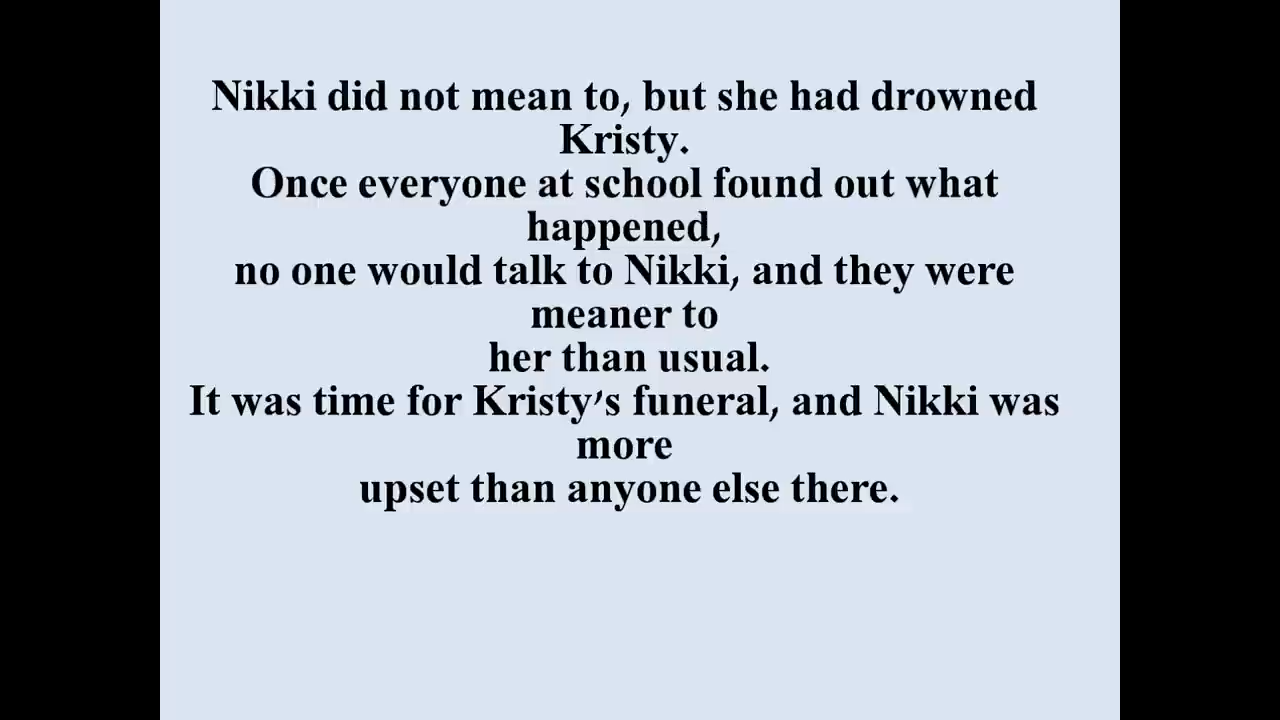 Nikki did not mean to, but she had drowned
Kristy.
Once everyone at school found out what
happened,
no one would talk to Nikki, and they were
meaner to
her than usual.
It was time for Kristy's funeral, and Nikki was
more
upset than anyone else there.